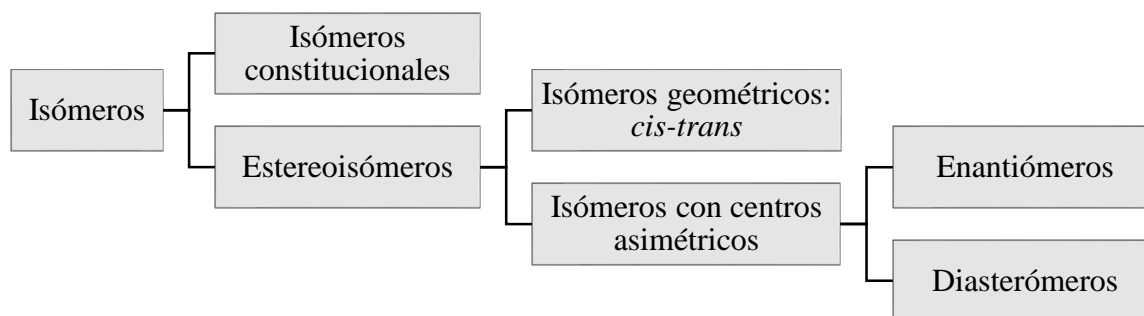 Isómeros
Isómeros
constitucionales
Estereoisómeros
Isómeros geométricos:
cis-trans
Isómeros con centros
asimétricos
Enantiómeros
Diasterómeros